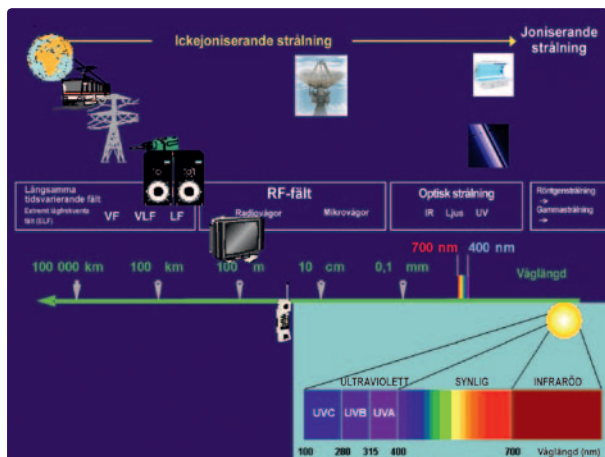 Ickejoniserande strålning
Joniserande
strålning
Långsamma
tidsvarierande fält
Extremt lågfrekventa
fält (ELF)
VF VLF LF
RF-fält
Radiovågor Mikrovågor
Optisk strålning
IR Ljus UV
Röntgenstrålning
Gammastrålning
700 nm 400 nm
100 000 km 100 km 100 m 10 cm 0,1 mm Våglängd
ULTRAVIOLETT SYNLIG INFRARÖD
UVC UVB UVA
100 280 315 400 700 Våglängd (nm)